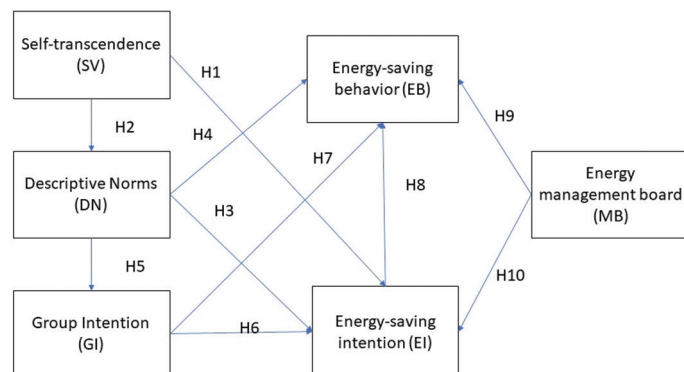 Self-transcendence
(SV)
H1
Energy-saving
behavior (EB)
H2
H4
H9
H7
Descriptive Norms
(DN)
H3
H8
Energy
management board
(MB)
H5
H10
Group Intention
(GI)
H6
Energy-saving
intention (EI)